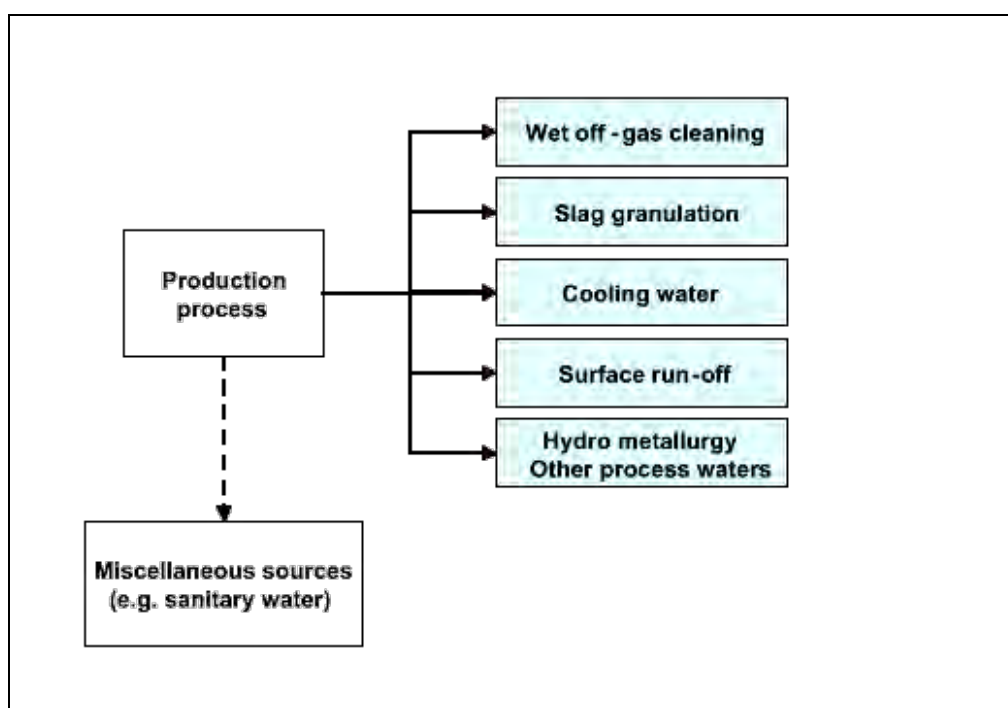 Wet off -gas cleaning
Slag granulation
Production
process
Cooling water
Surface run-off
Hydro metallurgy
Other process waters
Miscellaneous sources
(e.g. sanitary water)